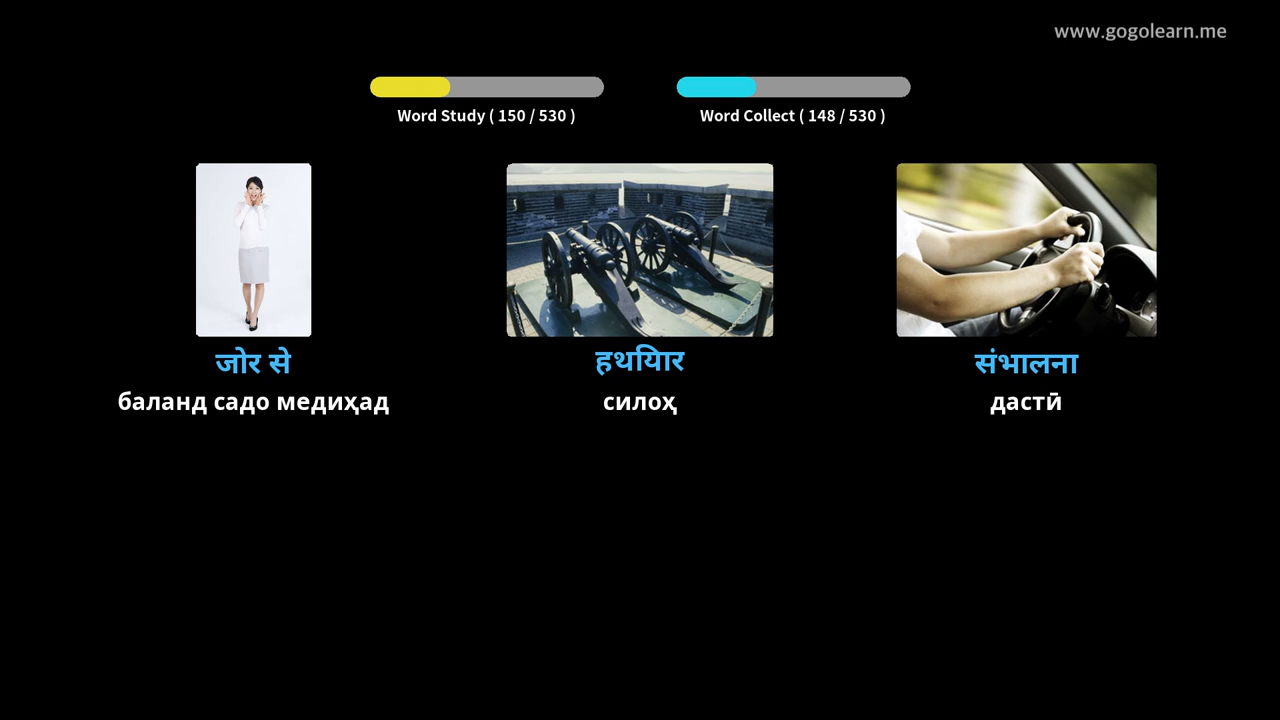 www.gogolearn.me
Word Study ( 150 / 530 )
Word Collect ( 148 / 530 )
जोर से
हथियार
संभालना
баланд садо медиҳад
силоҳ
дастӣ